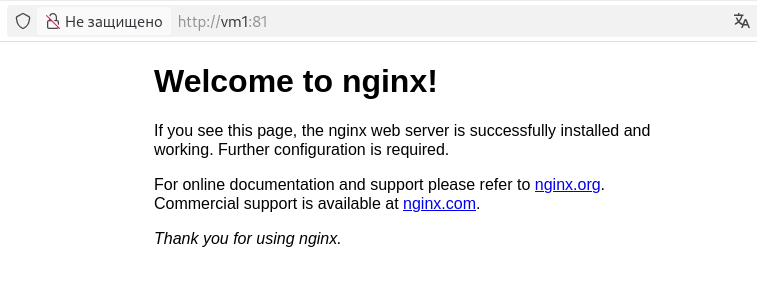 Не защищено http://vm1:81
Welcome to nginx!
If you see this page, the nginx web server is successfully installed and
working. Further configuration is required.
For online documentation and support please refer to nginx.org.
Commercial support is available at nginx.com.
Thank you for using nginx.